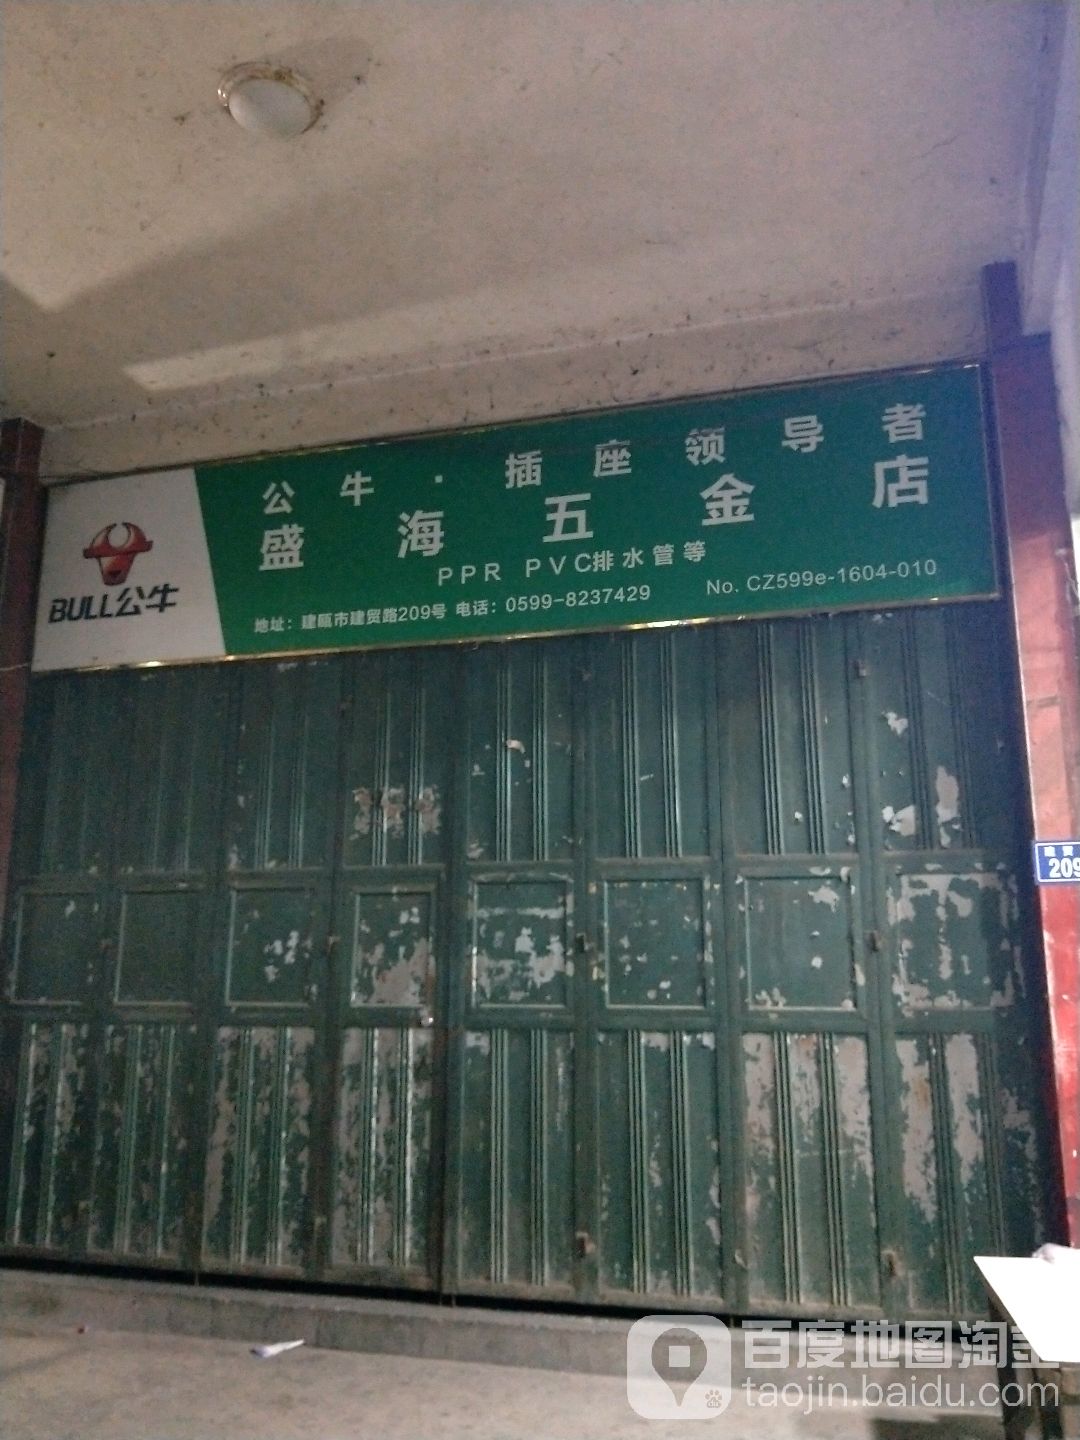 公牛·插座领导者
盛海五金店
PPR PVC排水管等
地址：建瓯市建贸路209号 电话：0599-8237429
No. CZ599e-1604-010
BULL公牛
建贸
209
百度地图淘金
taojin.baidu.com